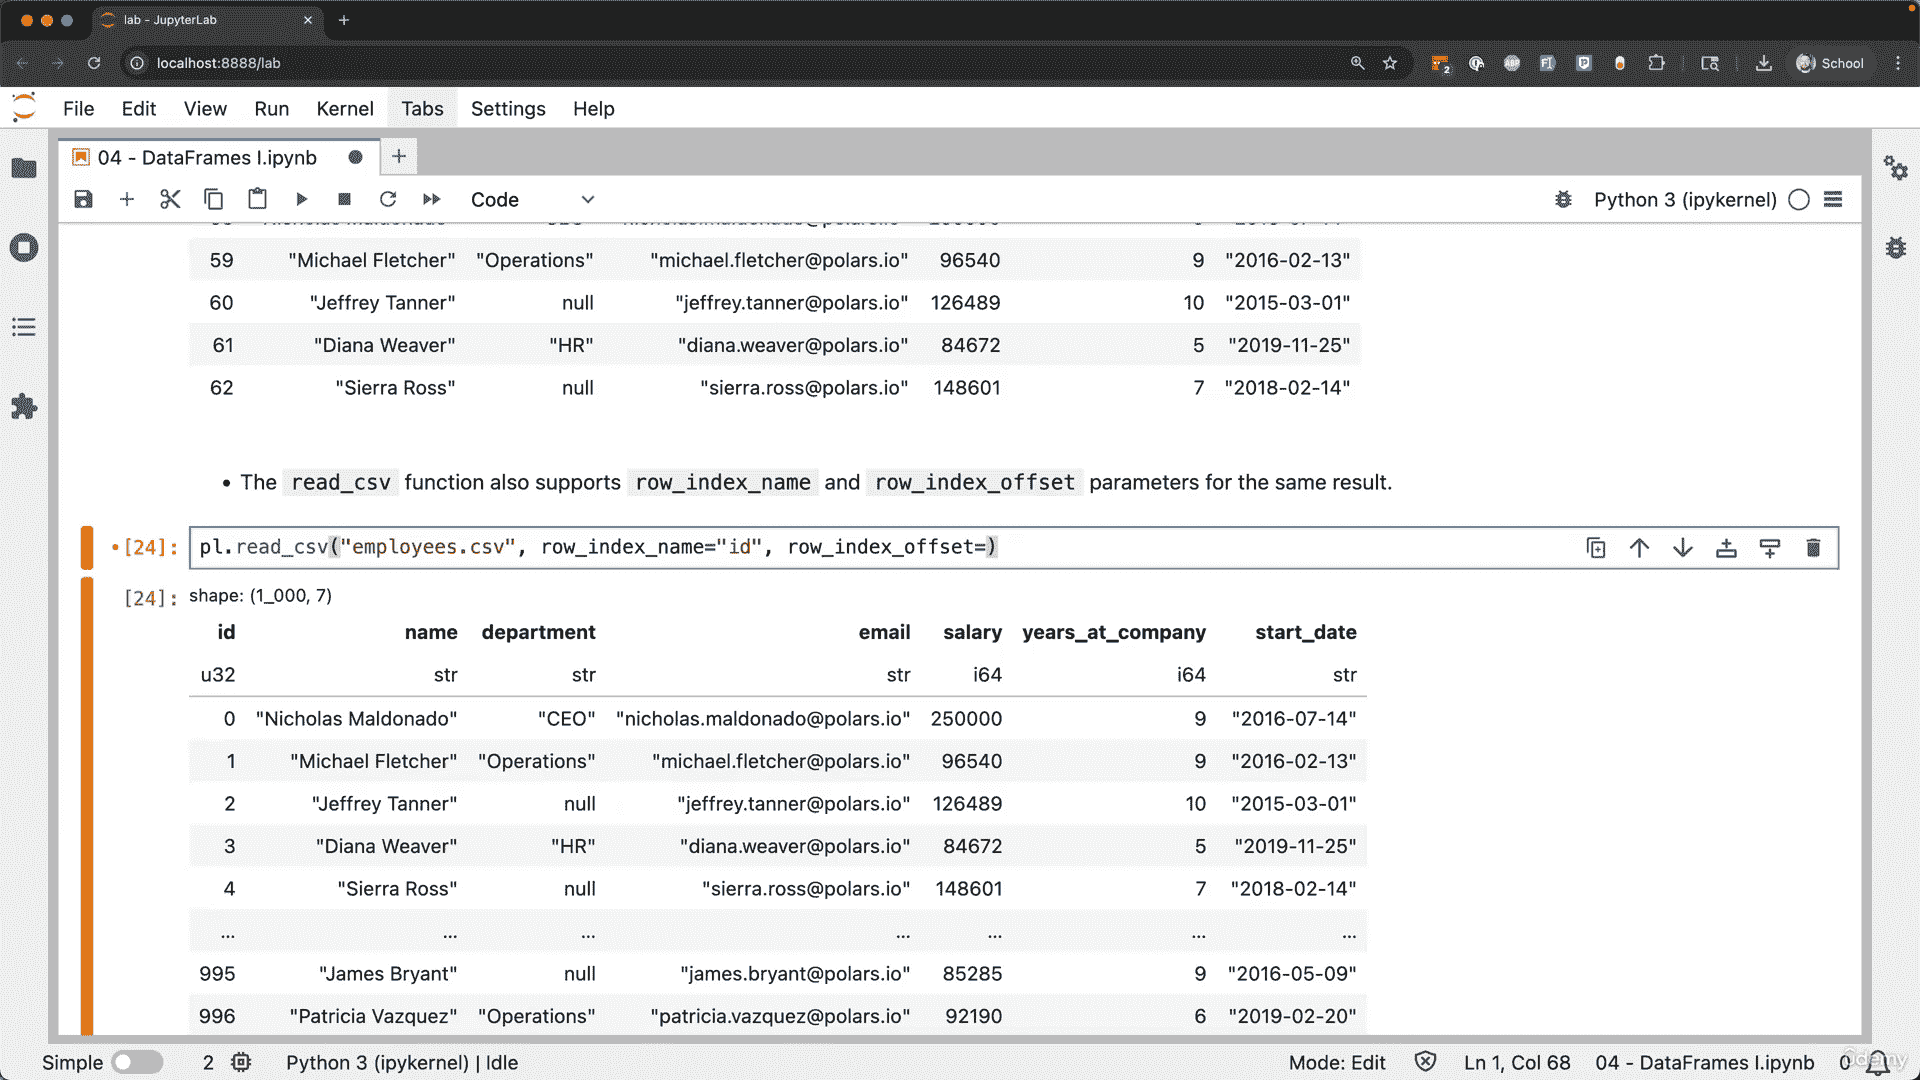 lab - JupyterLab
localhost:8888/lab
2
ABP
School
File Edit View Run Kernel Tabs Settings Help
04 - DataFrames I.ipynb
Code
Python 3 (ipykernel)
59 "Michael Fletcher" "Operations" "michael.fletcher@polars.io" 96540 9 "2016-02-13"
60 "Jeffrey Tanner" null "jeffrey.tanner@polars.io" 126489 10 "2015-03-01"
61 "Diana Weaver" "HR" "diana.weaver@polars.io" 84672 5 "2019-11-25"
62 "Sierra Ross" null "sierra.ross@polars.io" 148601 7 "2018-02-14"
• The read_csv function also supports row_index_name and row_index_offset parameters for the same result.
[24]: pl.read_csv("employees.csv", row_index_name="id", row_index_offset=)
[24]: shape: (1_000, 7)
id name department email salary years_at_company start_date
u32 str str str i64 i64 str
0 "Nicholas Maldonado" "CEO" "nicholas.maldonado@polars.io" 250000 9 "2016-07-14"
1 "Michael Fletcher" "Operations" "michael.fletcher@polars.io" 96540 9 "2016-02-13"
2 "Jeffrey Tanner" null "jeffrey.tanner@polars.io" 126489 10 "2015-03-01"
3 "Diana Weaver" "HR" "diana.weaver@polars.io" 84672 5 "2019-11-25"
4 "Sierra Ross" null "sierra.ross@polars.io" 148601 7 "2018-02-14"
… … … … … … …
995 "James Bryant" null "james.bryant@polars.io" 85285 9 "2016-05-09"
996 "Patricia Vazquez" "Operations" "patricia.vazquez@polars.io" 92190 6 "2019-02-20"
Simple 2 Python 3 (ipykernel) | Idle Mode: Edit Ln 1, Col 68 04 - DataFrames I.ipynb 0
Udemy